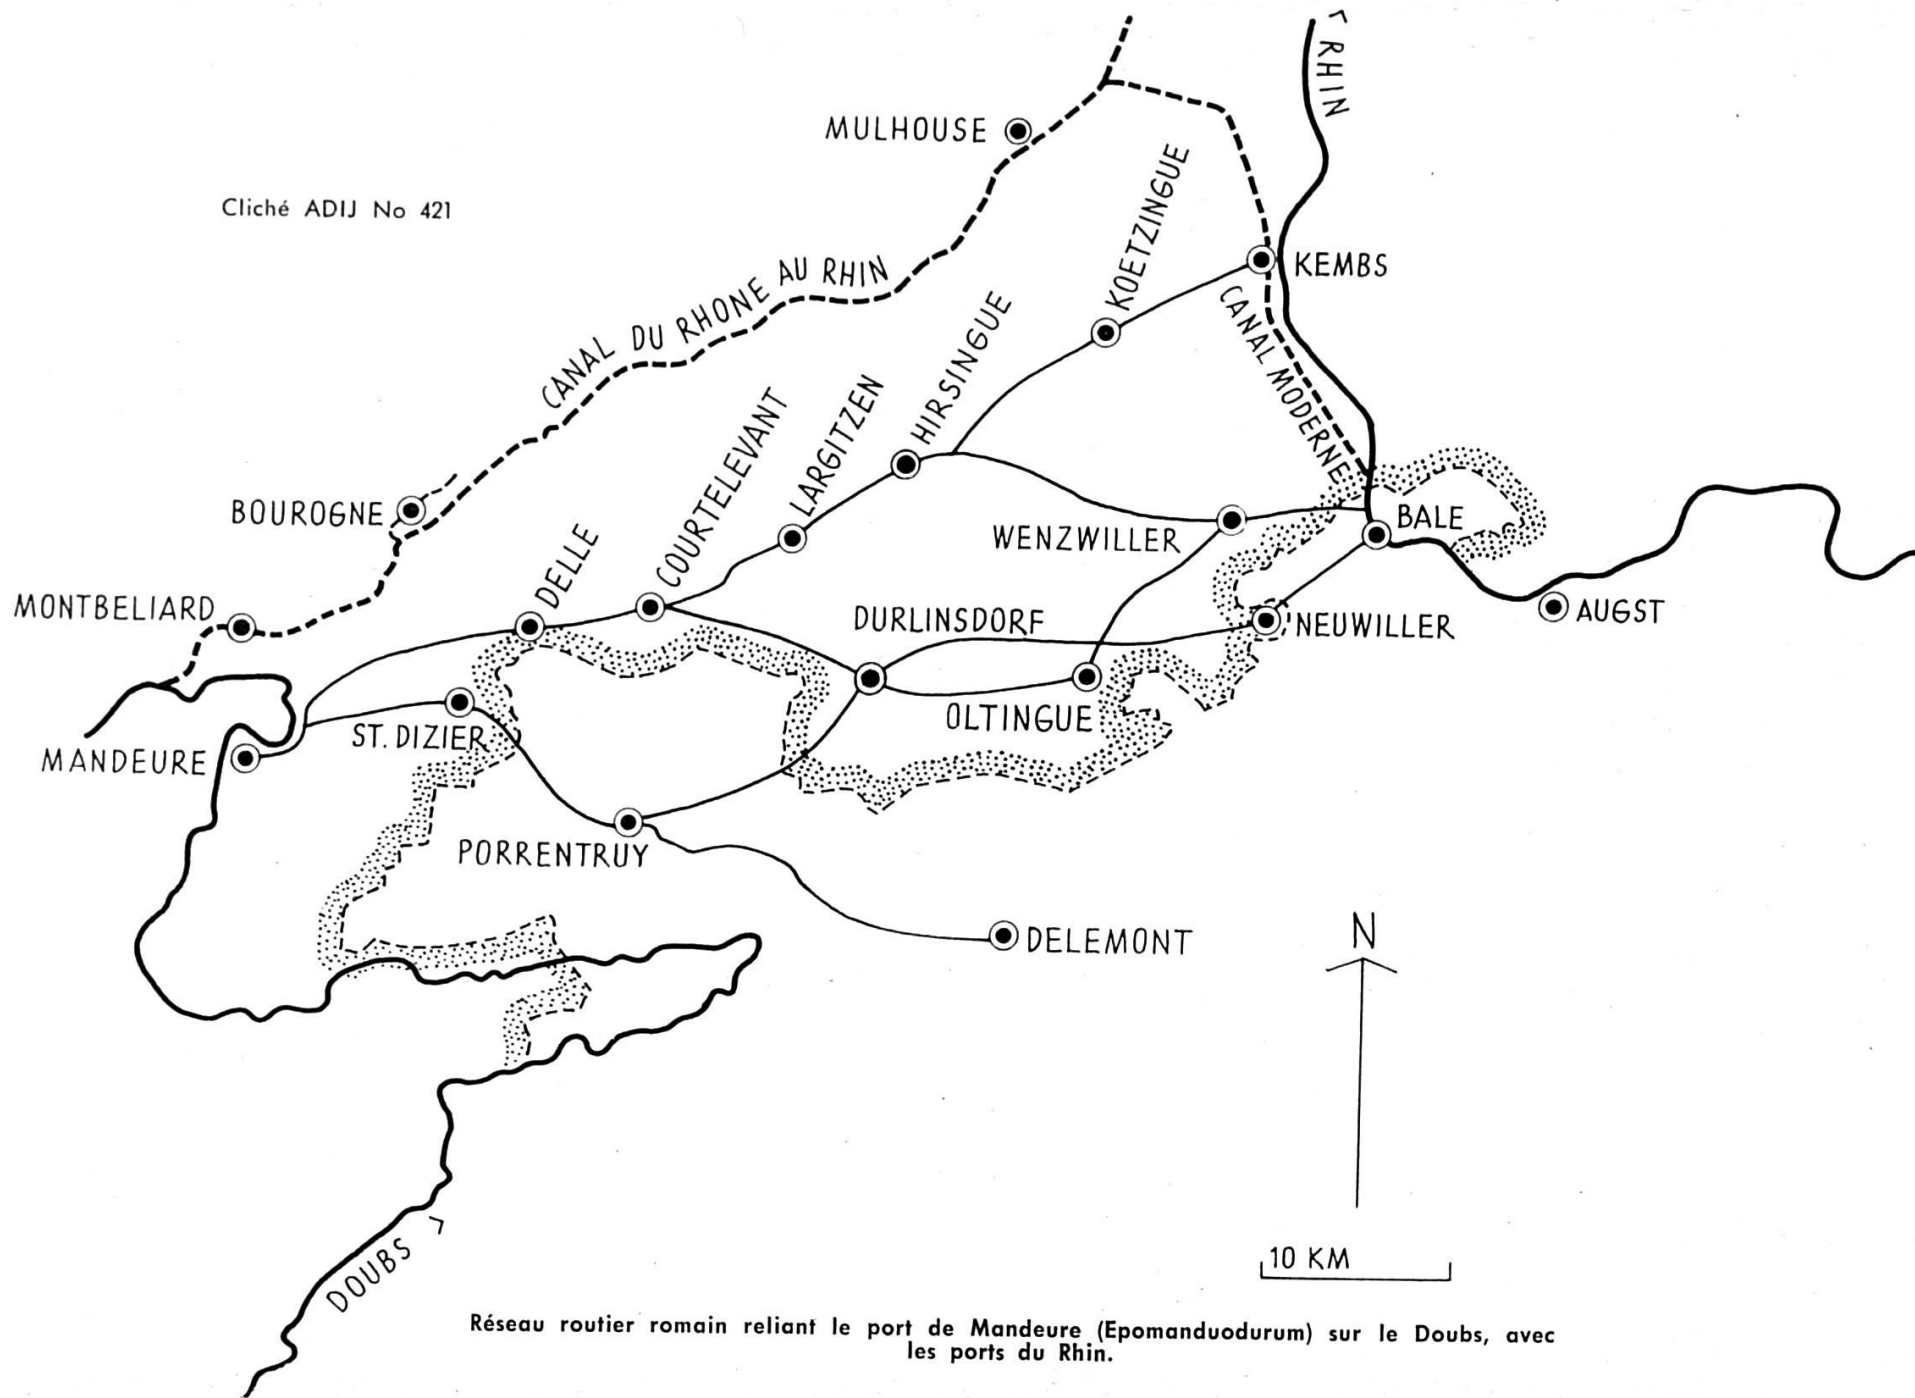 < RHIN
MULHOUSE
Cliché ADIJ No 421
KOETZINGUE
KEMBS
CANAL DU RHONE AU RHIN
CANAL MODERNE
HIRSINGUE
LARGITZEN
COURTELEVANT
BOUROGNE
DELLE
WENZWILLER
BALE
MONTBELIARD
DURLINSDORF
NEUWILLER
AUGST
ST. DIZIER
OLTINGUE
MANDEURE
PORRENTRUY
DELEMONT
N
DOUBS >
10 KM
Réseau routier romain reliant le port de Mandeure (Epomanduodurum) sur le Doubs, avec
les ports du Rhin.